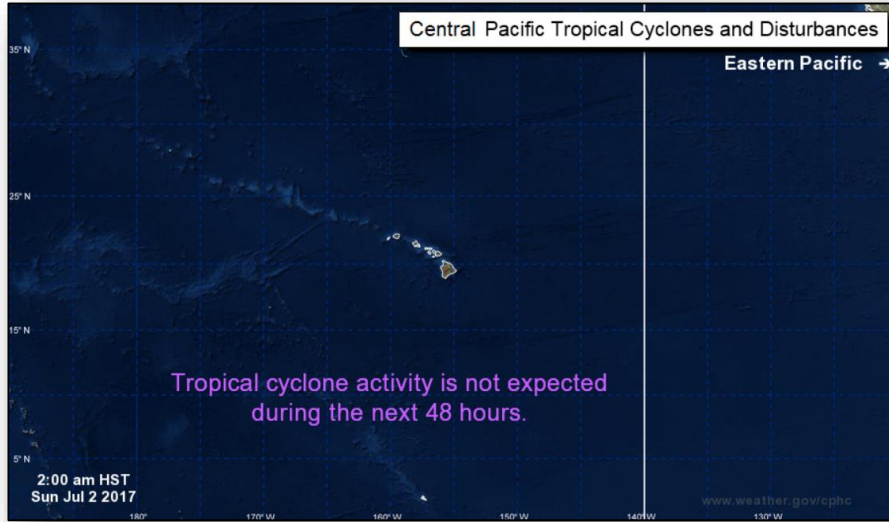 Central Pacific Tropical Cyclones and Disturbances
Eastern Pacific →
35° N
25° N
15° N
Tropical cyclone activity is not expected
during the next 48 hours.
5° N
2:00 am HST
Sun Jul 2 2017
www.weather.gov/cphc
180° 170° W 160° W 150° W 140° W 130° W